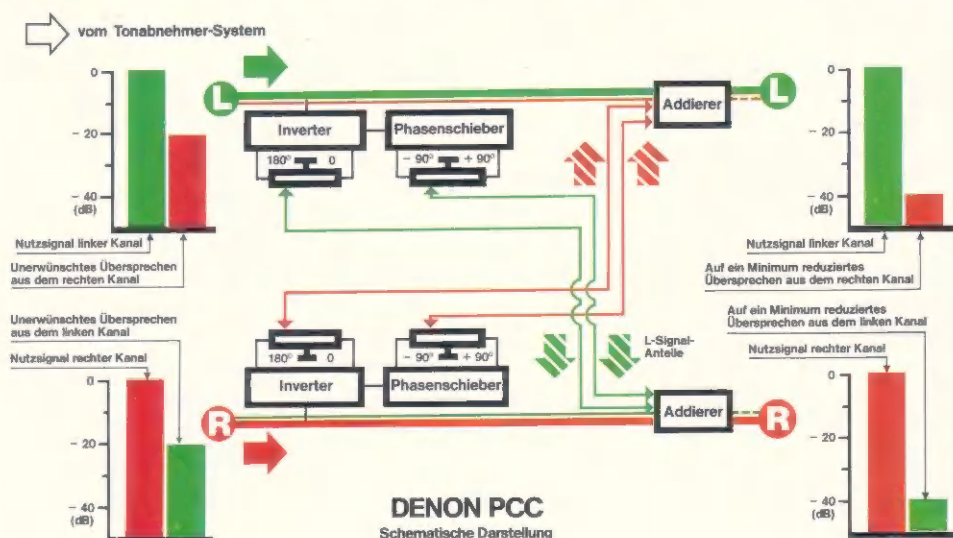 vom Tonabnehmer-System
0
- 20
- 40
(dB)
Nutzsignal linker Kanal
Unerwünschtes Übersprechen
aus dem rechten Kanal
L
Inverter
180° 0
Phasenschieber
- 90° + 90°
Addierer
L
0
- 20
- 40
(dB)
Nutzsignal linker Kanal
Auf ein Minimum reduziertes
Übersprechen aus dem rechten Kanal
Unerwünschtes Übersprechen
aus dem linken Kanal
Nutzsignal rechter Kanal
0
- 20
- 40
(dB)
180° 0
Inverter
- 90° + 90°
Phasenschieber
R
L-Signal-
Anteile
Addierer
R
Auf ein Minimum reduziertes
Übersprechen aus dem linken Kanal
Nutzsignal rechter Kanal
0
- 20
- 40
(dB)
DENON PCC
Schematische Darstellung